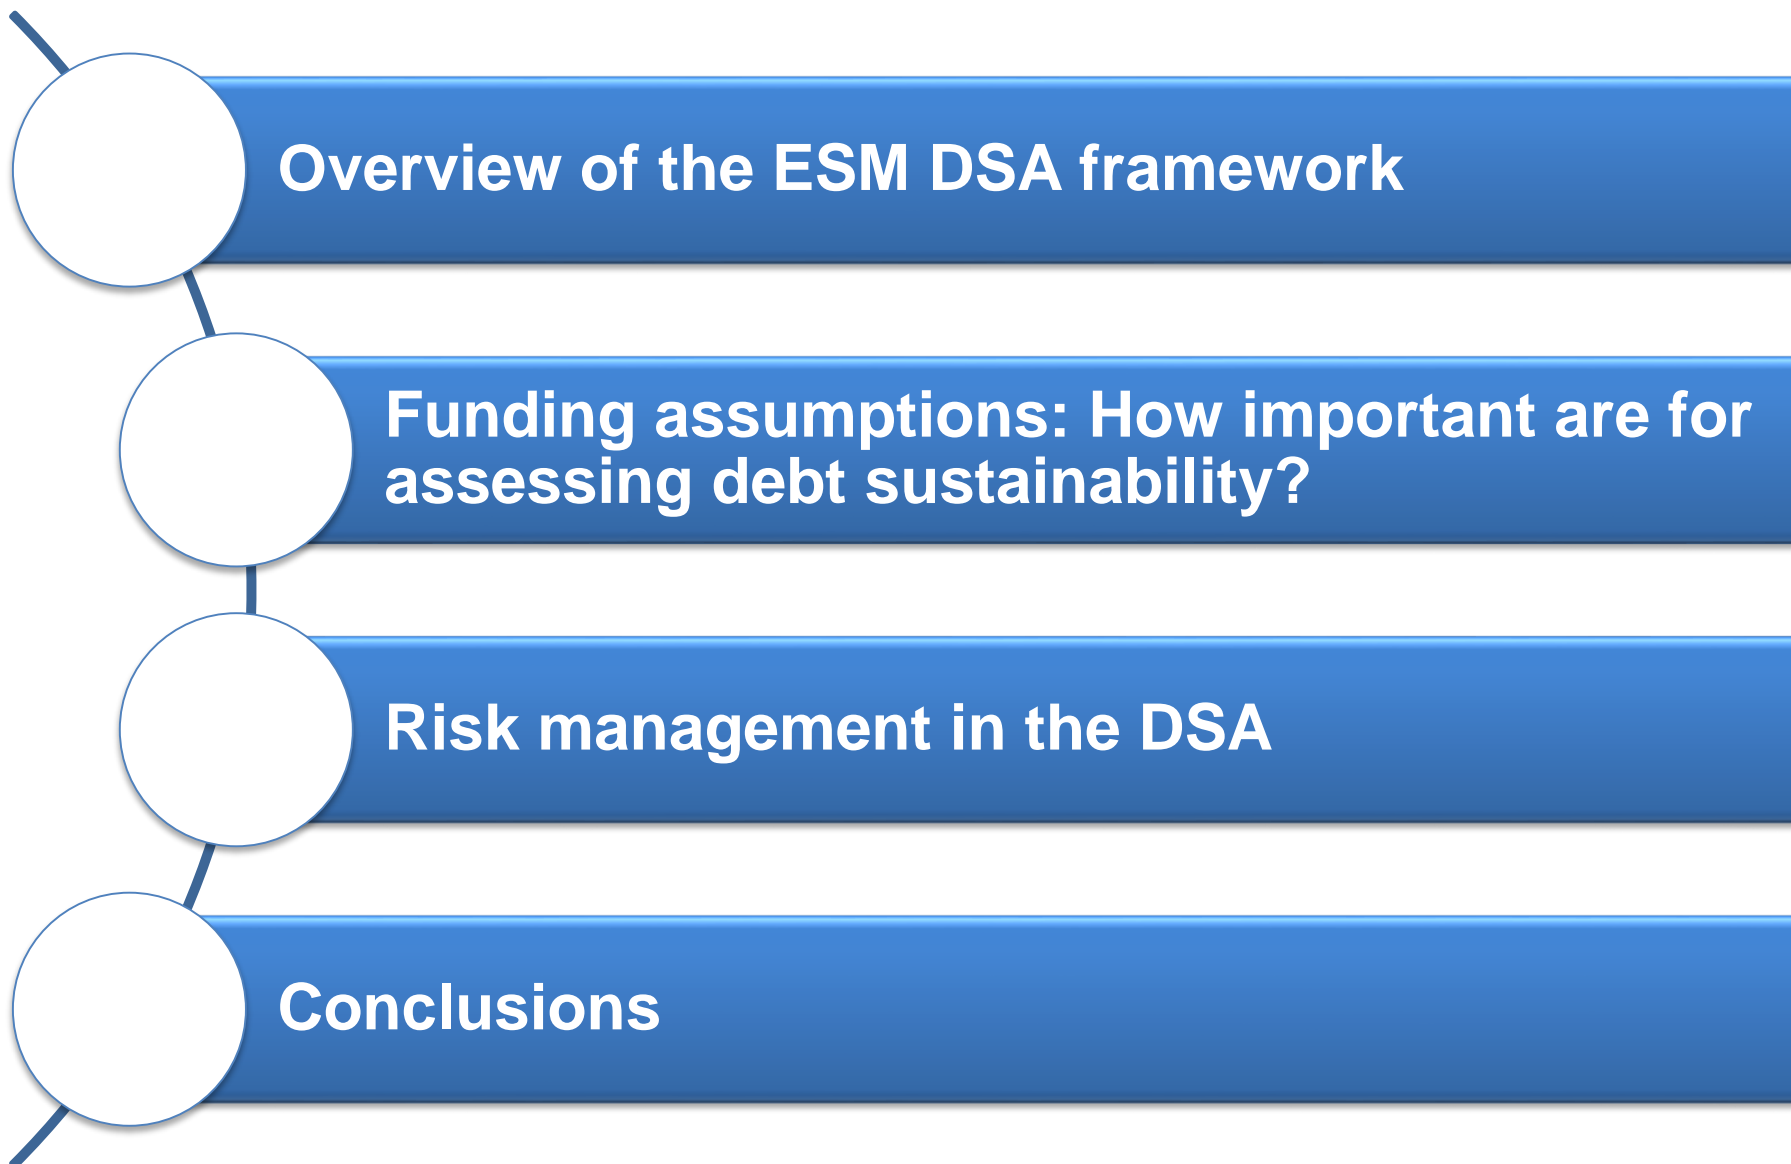 Overview of the ESM DSA framework
Funding assumptions: How important are for
assessing debt sustainability?
Risk management in the DSA
Conclusions